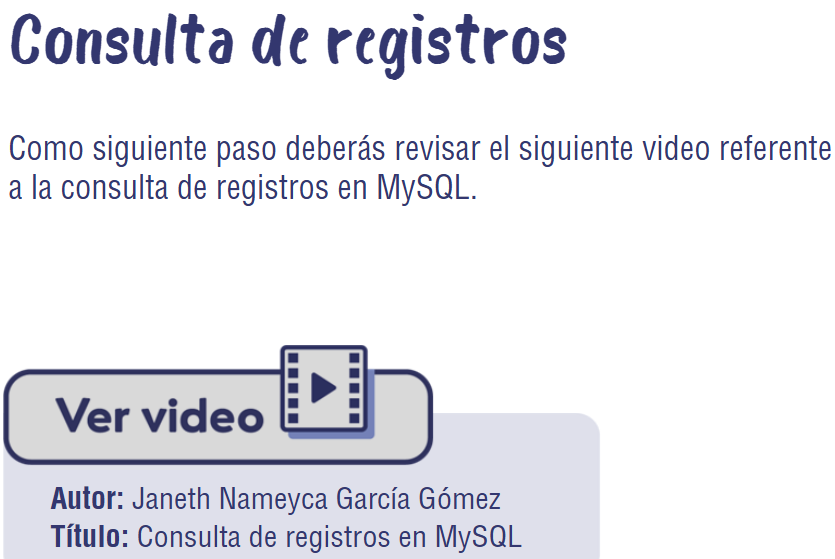 Consulta de registros
Como siguiente paso deberás revisar el siguiente video referente
a la consulta de registros en MySQL.
Ver video
Autor: Janeth Nameyca García Gómez
Título: Consulta de registros en MySQL